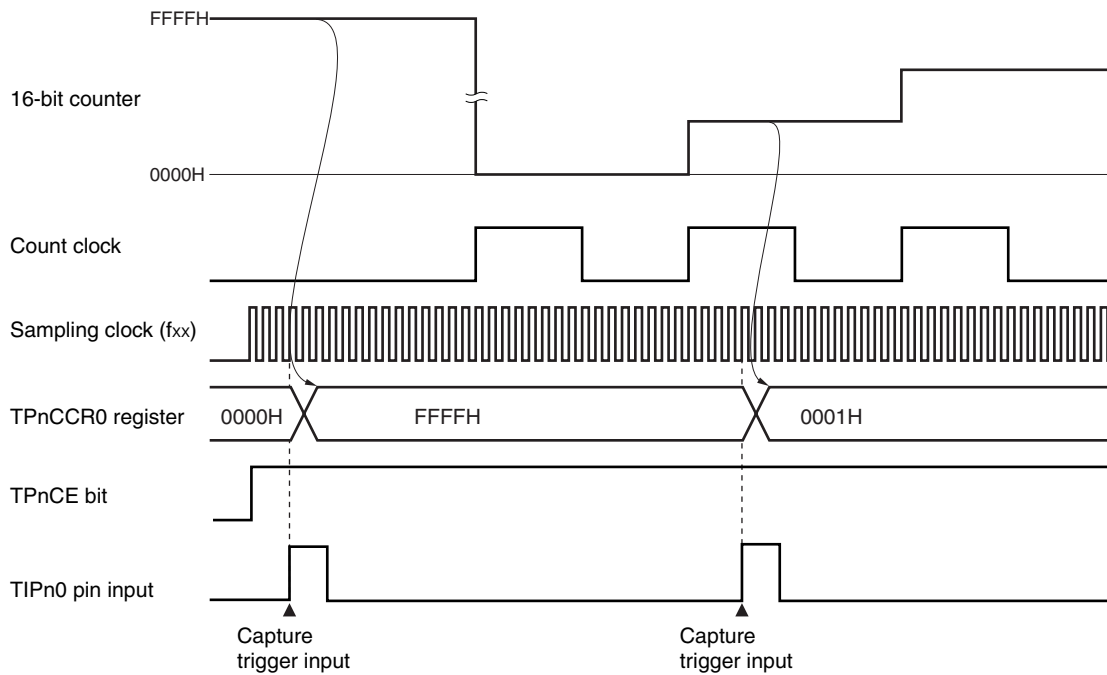 FFFFH
16-bit counter
0000H
Count clock
Sampling clock (fxx)
TPnCCR0 register
0000H
FFFFH
0001H
TPnCE bit
TIPn0 pin input
Capture
trigger input
Capture
trigger input